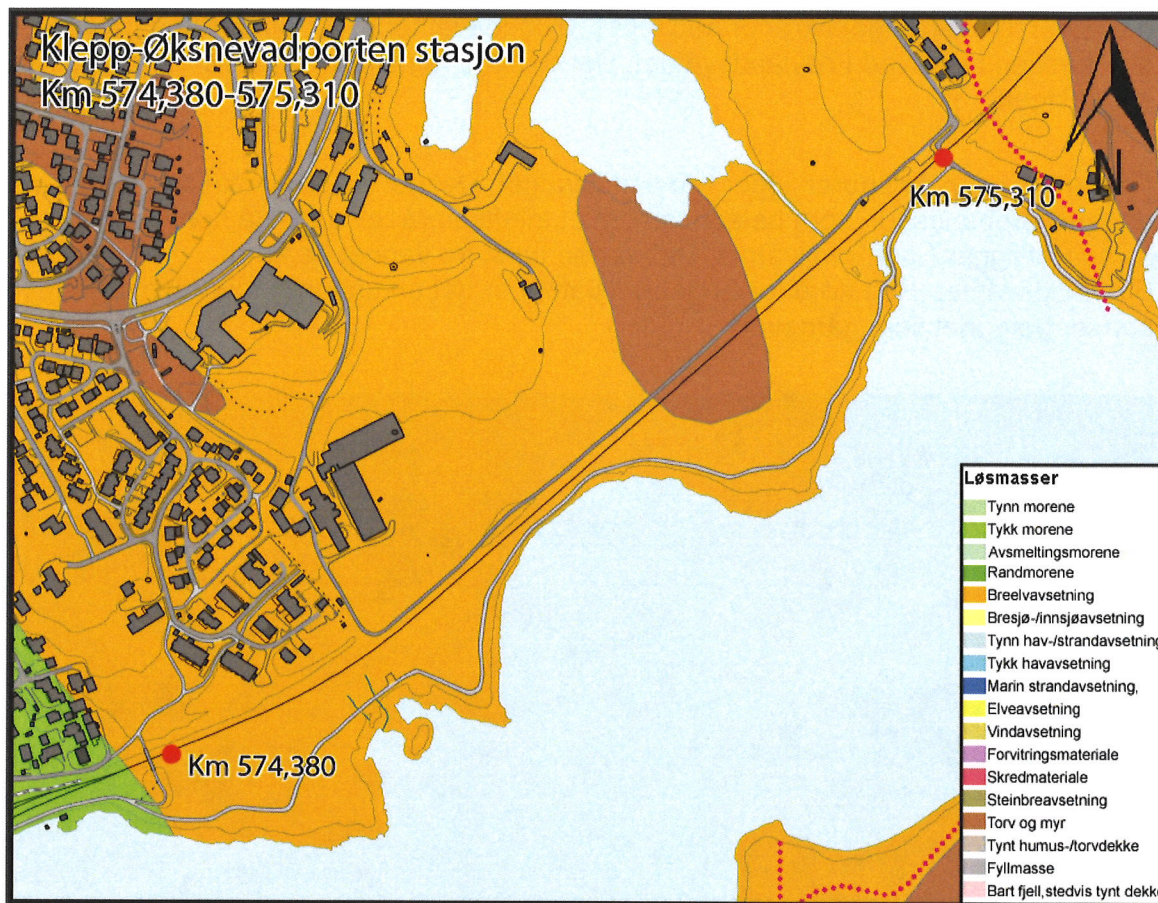 Klepp-Øksnevadporten stasjon
Km 574,380-575,310
N
Km 575,310
Km 574,380
Løsmasser
Tynn morene
Tykk morene
Avsmeltingsmorene
Randmorene
Breelvavsetning
Bresjø-/innsjøavsetning
Tynn hav-/strandavsetning
Tykk havavsetning
Marin strandavsetning,
Elveavsetning
Vindavsetning
Forvitringsmateriale
Skredmateriale
Steinbreavsetning
Torv og myr
Tynt humus-/torvdekke
Fyllmasse
Bart fjell,stedvis tynt dekke